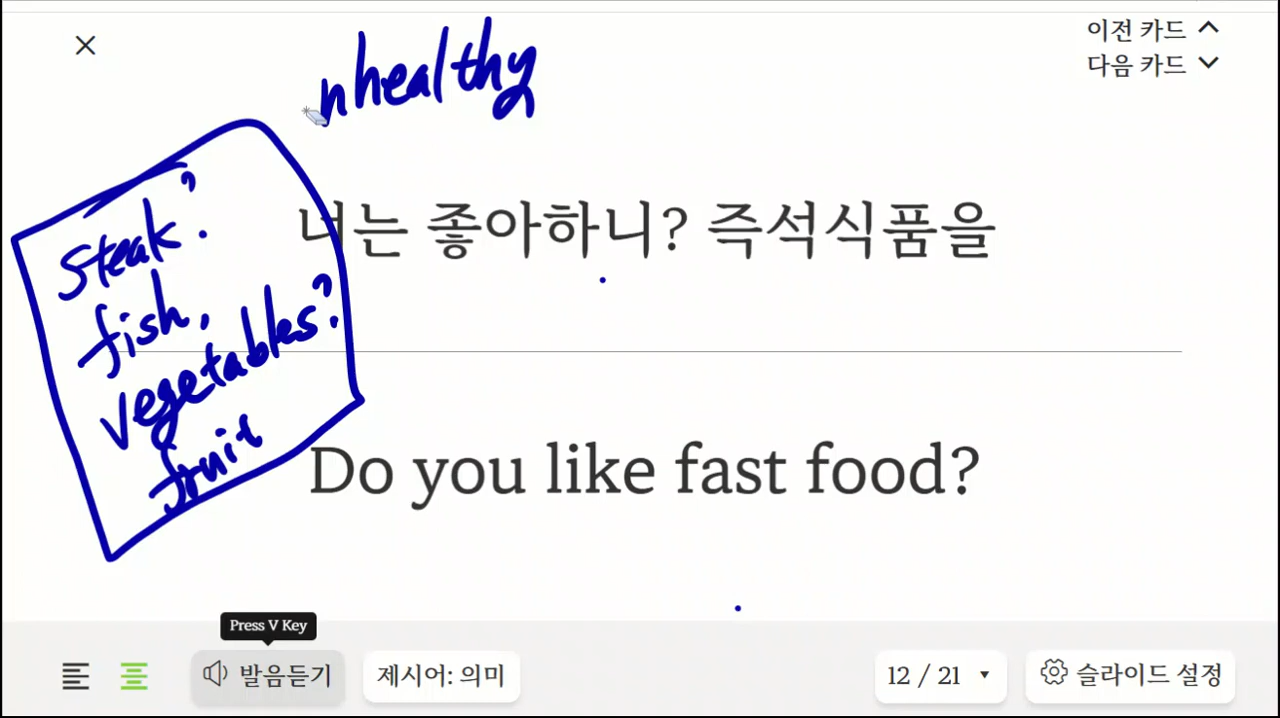 이전 카드
다음 카드
nhealthy
steak?
fish,
vegetables?
fruit
너는 좋아하니? 즉석식품을
Do you like fast food?
Press V Key
발음듣기
제시어: 의미
12 / 21
슬라이드 설정